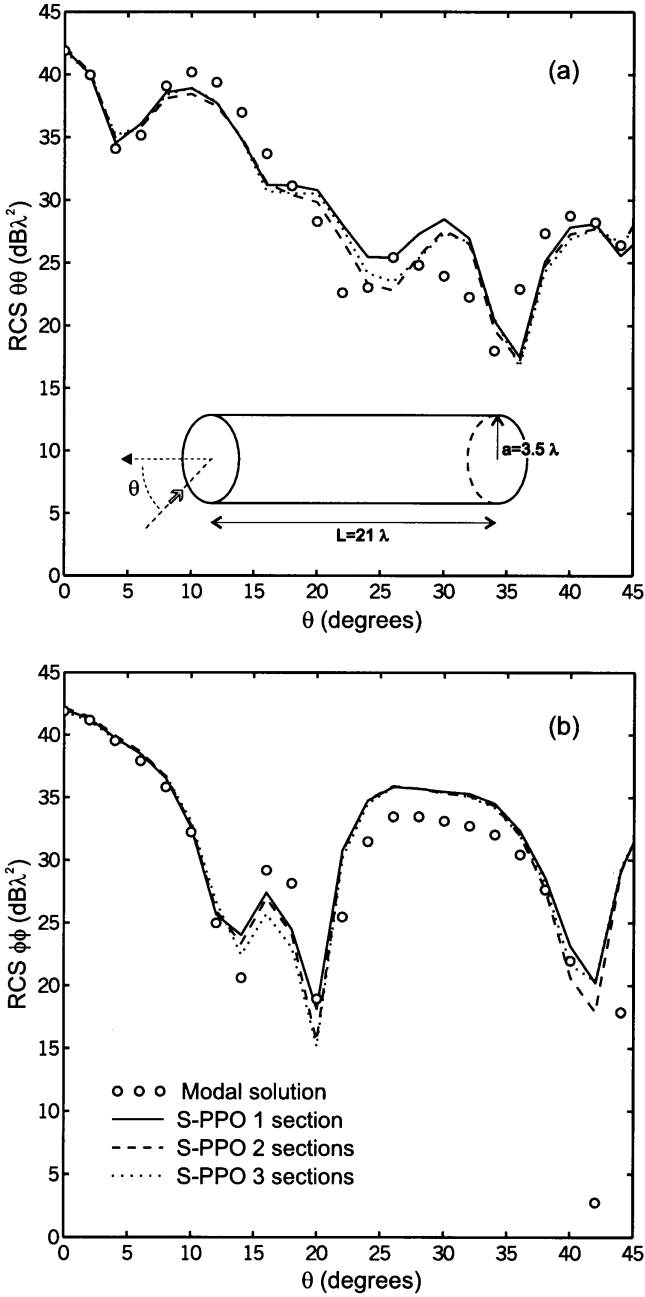 45
40
35
30
25
20
15
10
5
0
RCS θθ (dBλ²)
(a)
θ
a=3.5 λ
L=21 λ
0 5 10 15 20 25 30 35 40 45
θ (degrees)
45
40
35
30
25
20
15
10
5
0
RCS ϕϕ (dBλ²)
(b)
Modal solution
S-PPO 1 section
S-PPO 2 sections
S-PPO 3 sections
0 5 10 15 20 25 30 35 40 45
θ (degrees)